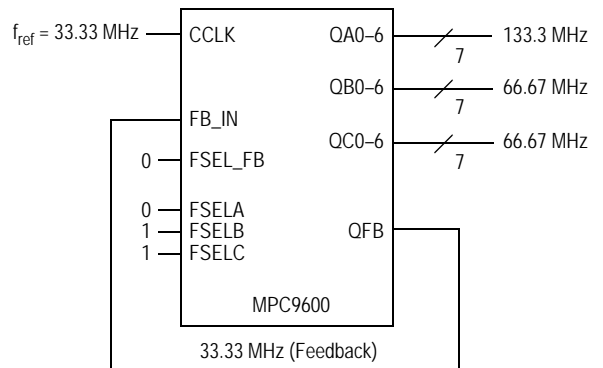 f_ref = 33.33 MHz
CCLK
QA0–6
7
133.3 MHz
QB0–6
7
66.67 MHz
FB_IN
QC0–6
7
66.67 MHz
0
FSEL_FB
0
FSELA
1
FSELB
QFB
1
FSELC
MPC9600
33.33 MHz (Feedback)